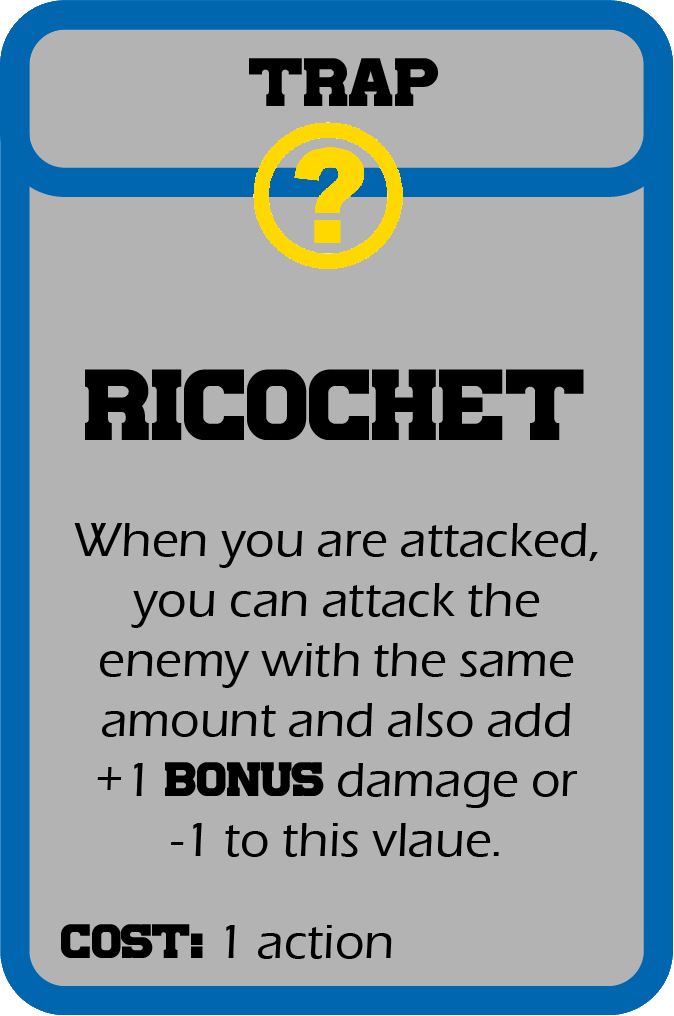 TRAP
?
RICOCHET
When you are attacked,
you can attack the
enemy with the same
amount and also add
+1 BONUS damage or
-1 to this vlaue.
COST: 1 action